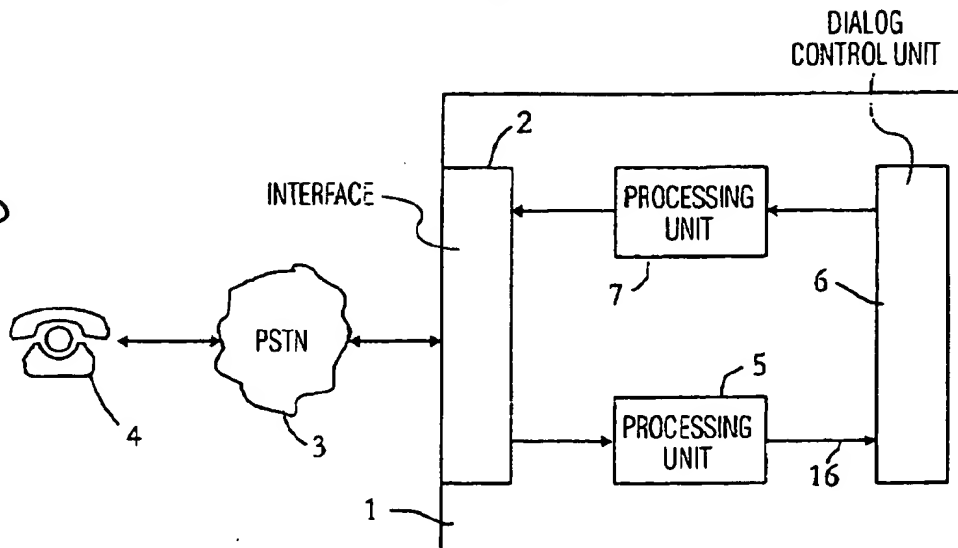 DIALOG
CONTROL UNIT
2
INTERFACE
PROCESSING
UNIT
7
6
PSTN
4
3
5
PROCESSING
UNIT
16
1